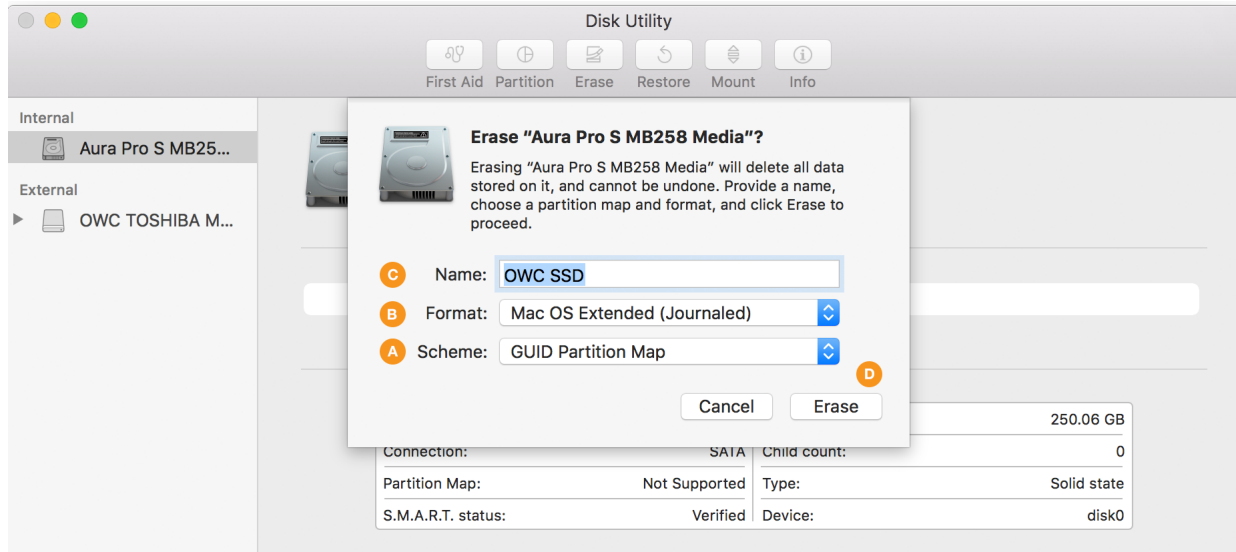 Disk Utility
First Aid Partition Erase Restore Mount Info
Internal
Aura Pro S MB25...
External
OWC TOSHIBA M...
Erase “Aura Pro S MB258 Media”?
Erasing “Aura Pro S MB258 Media” will delete all data
stored on it, and cannot be undone. Provide a name,
choose a partition map and format, and click Erase to
proceed.
C Name: OWC SSD
B Format: Mac OS Extended (Journaled)
A Scheme: GUID Partition Map
D
Cancel Erase
250.06 GB
Connection: SATA Child count: 0
Partition Map: Not Supported Type: Solid state
S.M.A.R.T. status: Verified Device: disk0